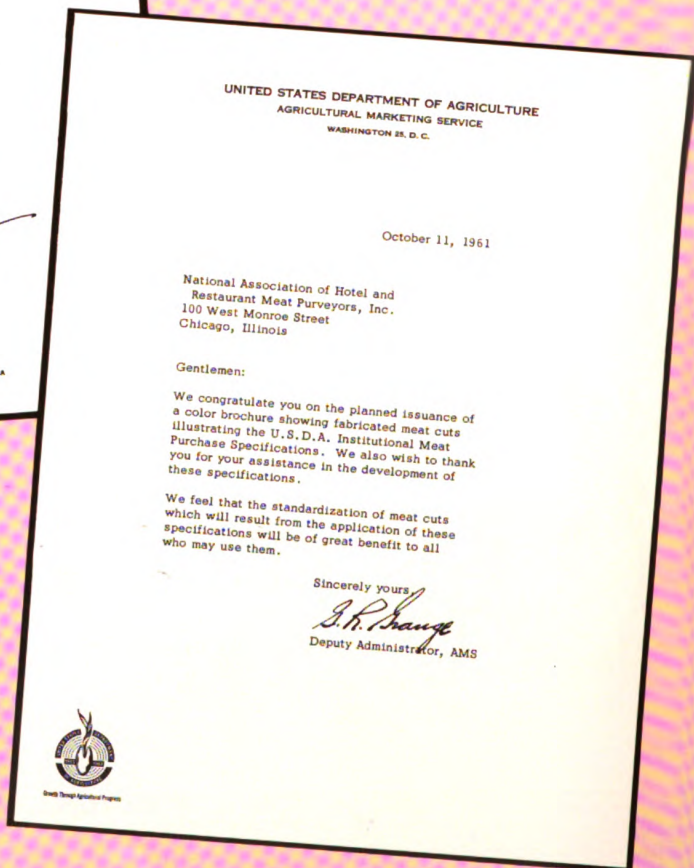 UNITED STATES DEPARTMENT OF AGRICULTURE
AGRICULTURAL MARKETING SERVICE
WASHINGTON 25, D. C.
October 11, 1961
National Association of Hotel and
Restaurant Meat Purveyors, Inc.
100 West Monroe Street
Chicago, Illinois
Gentlemen:
We congratulate you on the planned issuance of
a color brochure showing fabricated meat cuts
illustrating the U.S.D.A. Institutional Meat
Purchase Specifications. We also wish to thank
you for your assistance in the development of
these specifications.
We feel that the standardization of meat cuts
which will result from the application of these
specifications will be of great benefit to all
who may use them.
Sincerely yours,
S. R. Grange
Deputy Administrator, AMS
Growth Through Agricultural Progress